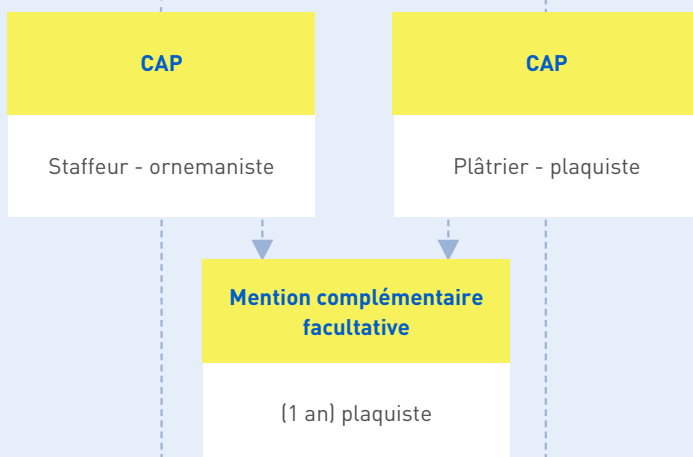 CAP
Staffeur - ornemaniste
CAP
Plâtrier - plaquiste
Mention complémentaire
facultative
(1 an) plaquiste